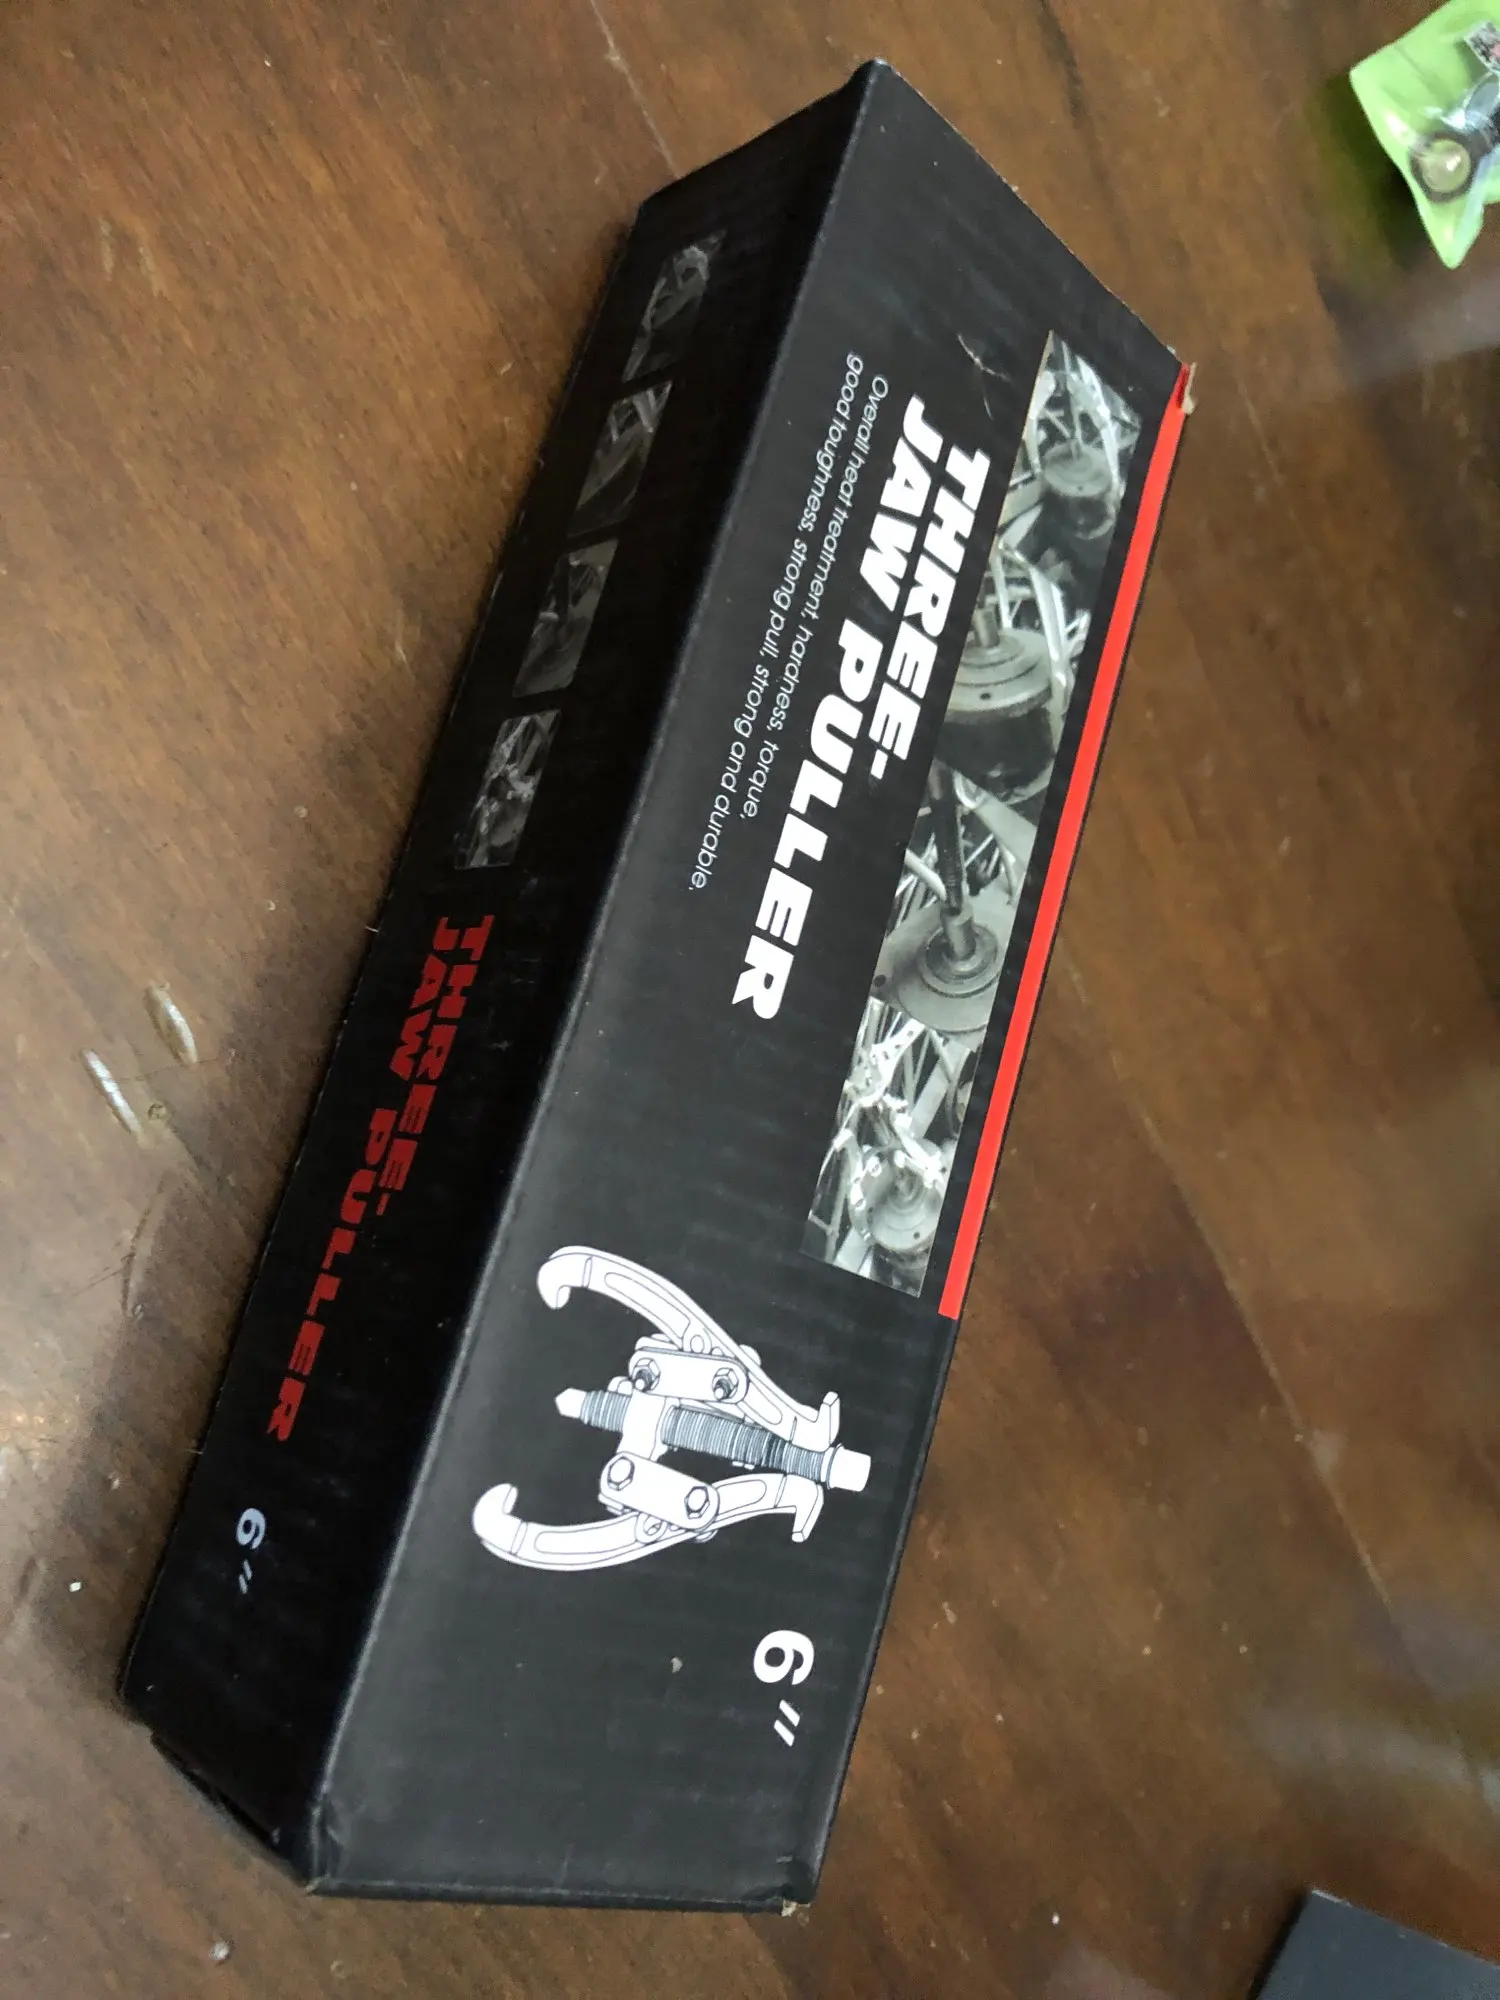 THREE-
JAW PULLER
Overall heat treatment, hardness, torque,
good toughness, strong pull, strong and durable.
6"
THREE-
JAW PULLER
6"